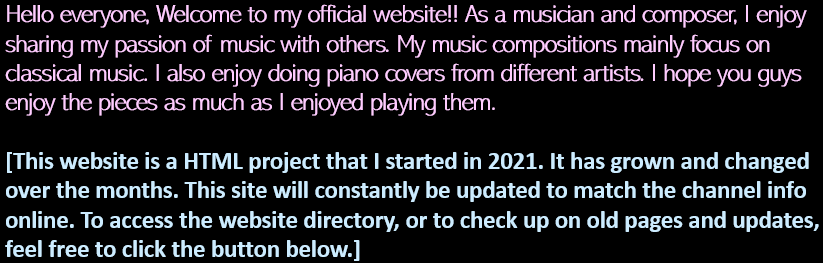 Hello everyone, Welcome to my official website!! As a musician and composer, I enjoy
sharing my passion of music with others. My music compositions mainly focus on
classical music. I also enjoy doing piano covers from different artists. I hope you guys
enjoy the pieces as much as I enjoyed playing them.
[This website is a HTML project that I started in 2021. It has grown and changed
over the months. This site will constantly be updated to match the channel info
online. To access the website directory, or to check up on old pages and updates,
feel free to click the button below.]